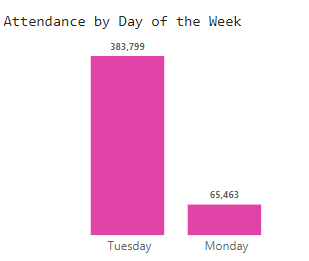 Attendance by Day of the Week
383,799
65,463
Tuesday
Monday